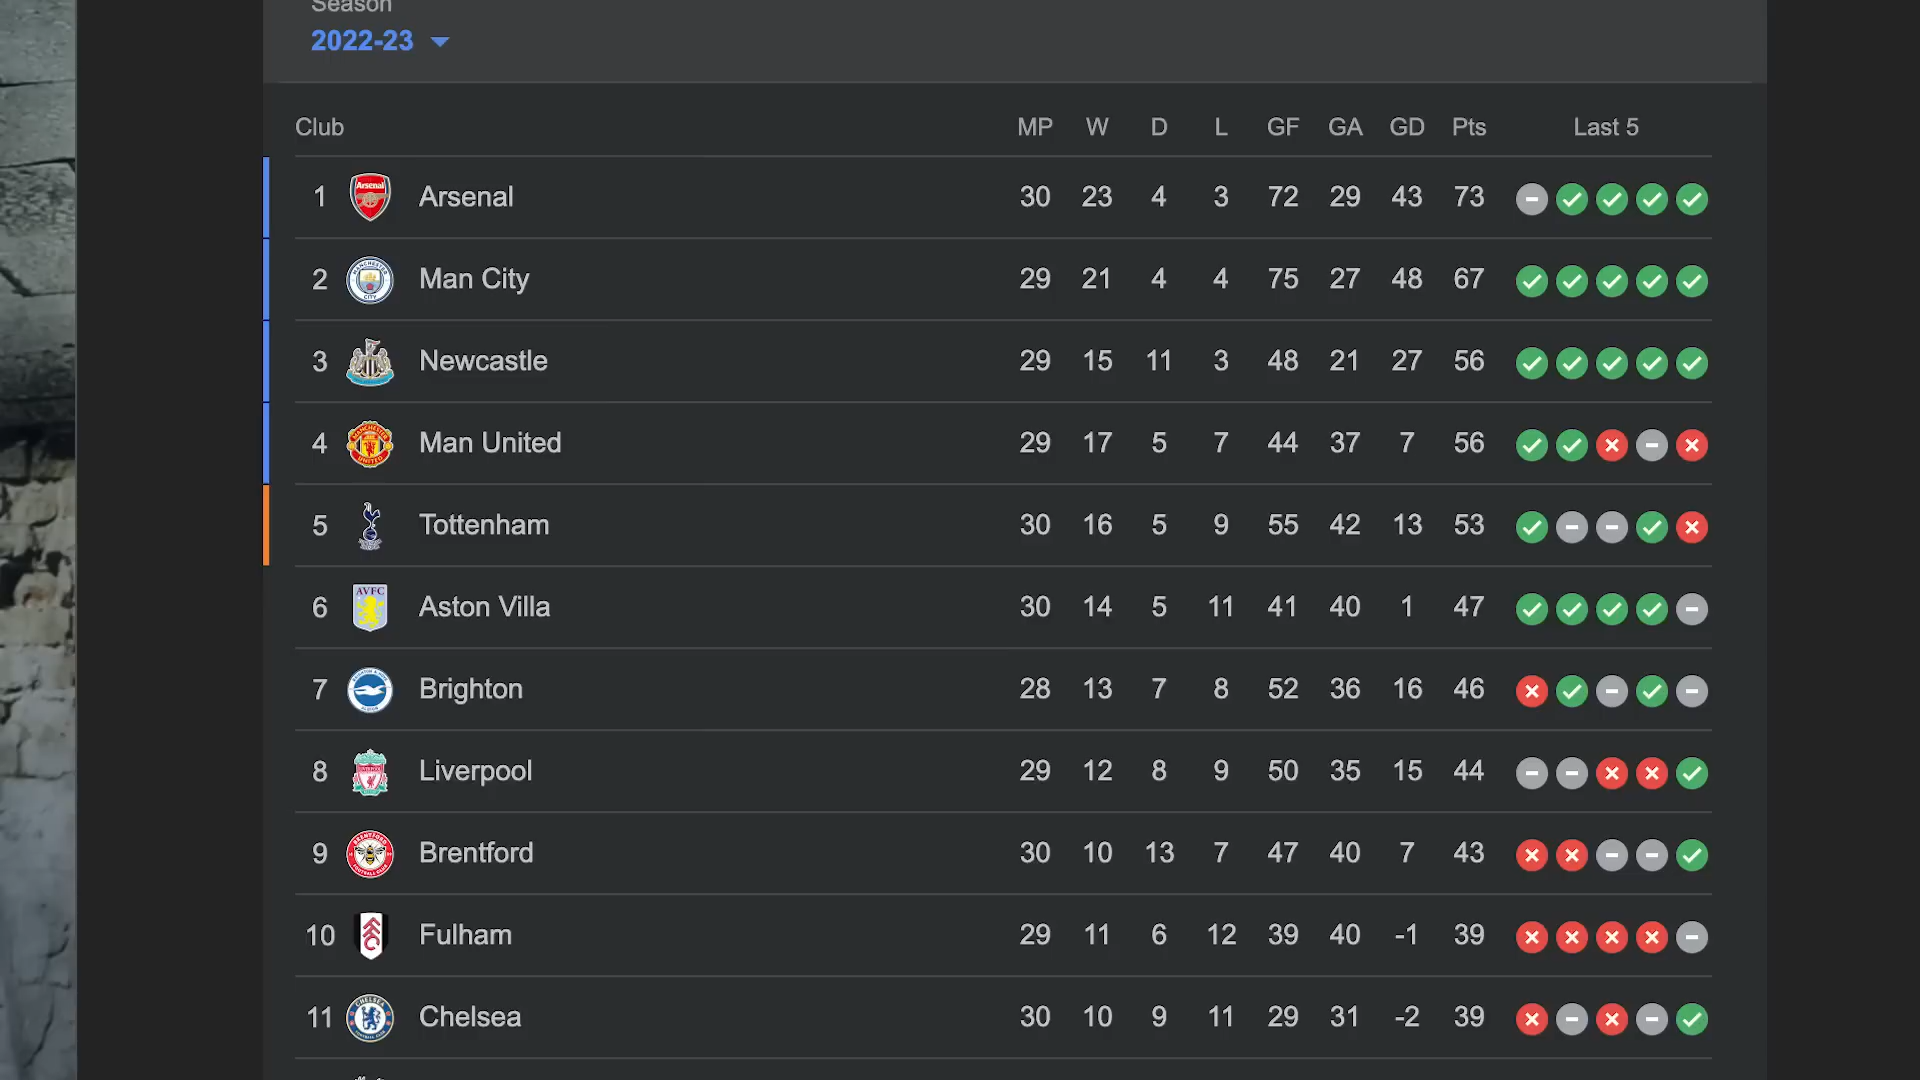 Season
2022-23
Club MP W D L GF GA GD Pts Last 5
1 Arsenal 30 23 4 3 72 29 43 73
2 Man City 29 21 4 4 75 27 48 67
3 Newcastle 29 15 11 3 48 21 27 56
4 Man United 29 17 5 7 44 37 7 56
5 Tottenham 30 16 5 9 55 42 13 53
6 Aston Villa 30 14 5 11 41 40 1 47
7 Brighton 28 13 7 8 52 36 16 46
8 Liverpool 29 12 8 9 50 35 15 44
9 Brentford 30 10 13 7 47 40 7 43
10 Fulham 29 11 6 12 39 40 -1 39
11 Chelsea 30 10 9 11 29 31 -2 39